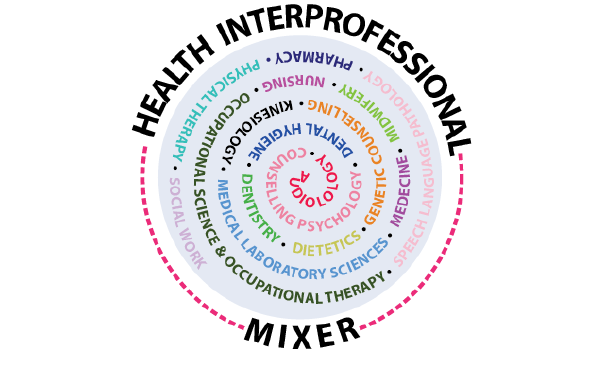 HEALTH INTERPROFESSIONAL
AUDIOLOGY •
COUNSELLING PSYCHOLOGY •
DENTAL HYGIENE •
DENTISTRY •
DIETETICS •
GENETIC COUNSELLING •
KINESIOLOGY •
MEDICAL LABORATORY SCIENCES •
MEDECINE •
MIDWIFERY •
NURSING •
OCCUPATIONAL SCIENCE & OCCUPATIONAL THERAPY •
SPEECH LANGUAGE PATHOLOGY •
PHARMACY •
PHYSICAL THERAPY •
SOCIAL WORK
MIXER